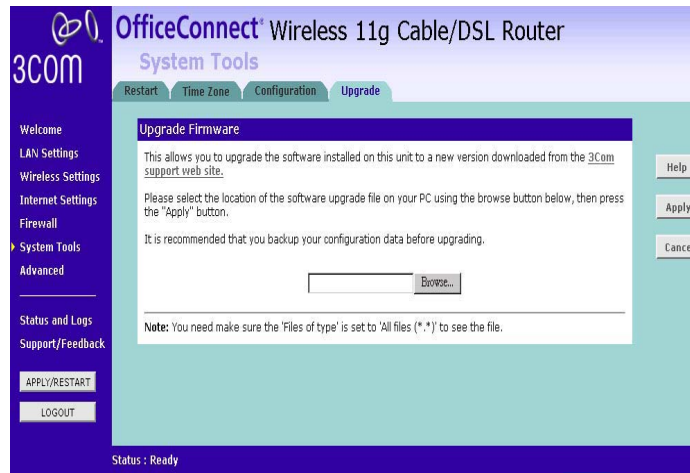 3COM
OfficeConnect® Wireless 11g Cable/DSL Router
System Tools
Restart Time Zone Configuration Upgrade
Welcome
LAN Settings
Wireless Settings
Internet Settings
Firewall
System Tools
Advanced
Status and Logs
Support/Feedback
APPLY/RESTART
LOGOUT
Upgrade Firmware
This allows you to upgrade the software installed on this unit to a new version downloaded from the 3Com
support web site.
Please select the location of the software upgrade file on your PC using the browse button below, then press
the "Apply" button.
It is recommended that you backup your configuration data before upgrading.
Browse...
Note: You need make sure the 'Files of type' is set to 'All files (*.*)' to see the file.
Help
Apply
Cance
Status : Ready